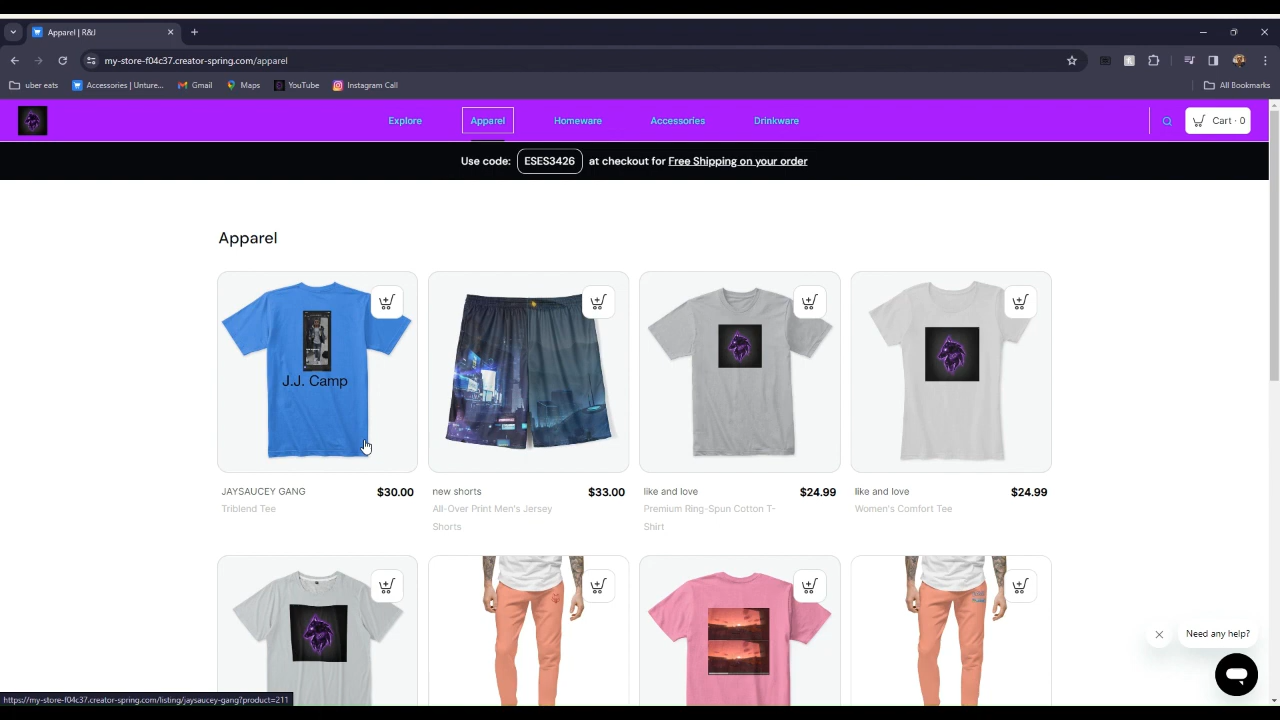 Apparel | R&J
my-store-f04c37.creator-spring.com/apparel
uber eats
Accessories | Unture...
Gmail
Maps
YouTube
Instagram Call
All Bookmarks
Explore
Apparel
Homeware
Accessories
Drinkware
Cart · 0
Use code: ESES3426 at checkout for Free Shipping on your order
Apparel
J.J. Camp
JAYSAUCEY GANG $30.00
Triblend Tee
new shorts $33.00
All-Over Print Men's Jersey
Shorts
like and love $24.99
Premium Ring-Spun Cotton T-
Shirt
like and love $24.99
Women's Comfort Tee
Need any help?
https://my-store-f04c37.creator-spring.com/listing/jaysaucey-gang?product=211